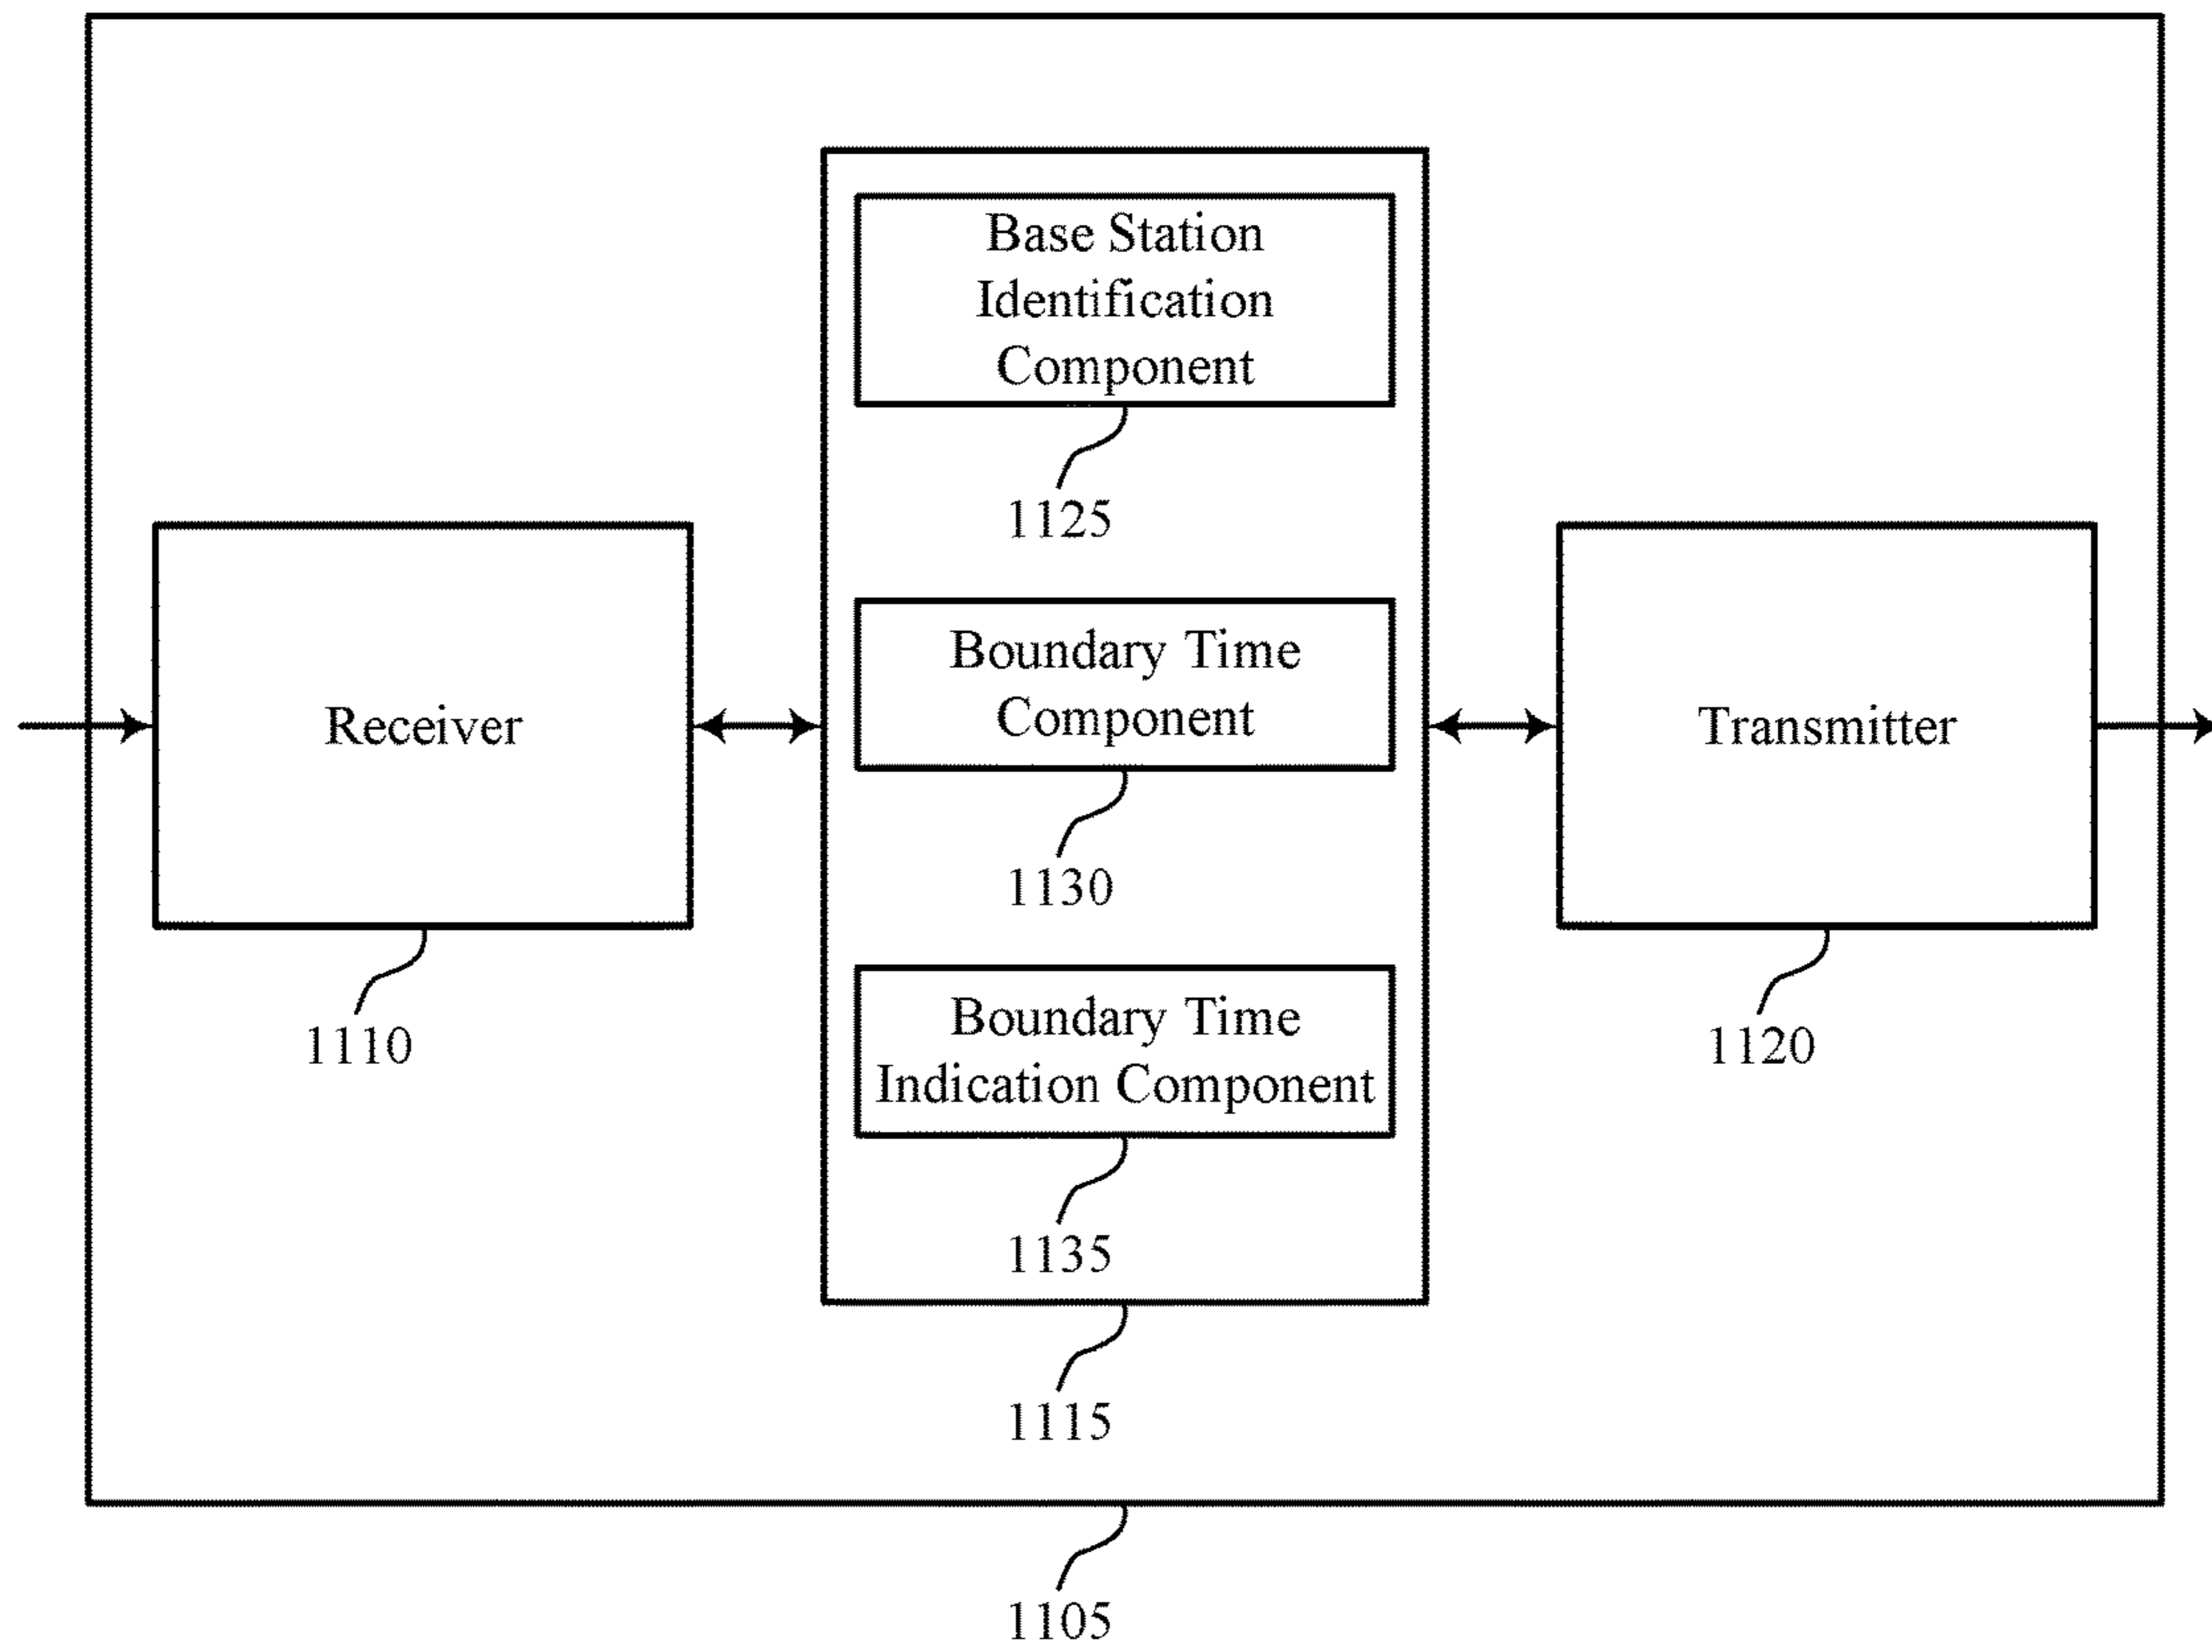 Base Station
Identification
Component
1125
Boundary Time
Component
1130
Boundary Time
Indication Component
1135
1115
Receiver
1110
Transmitter
1120
1105